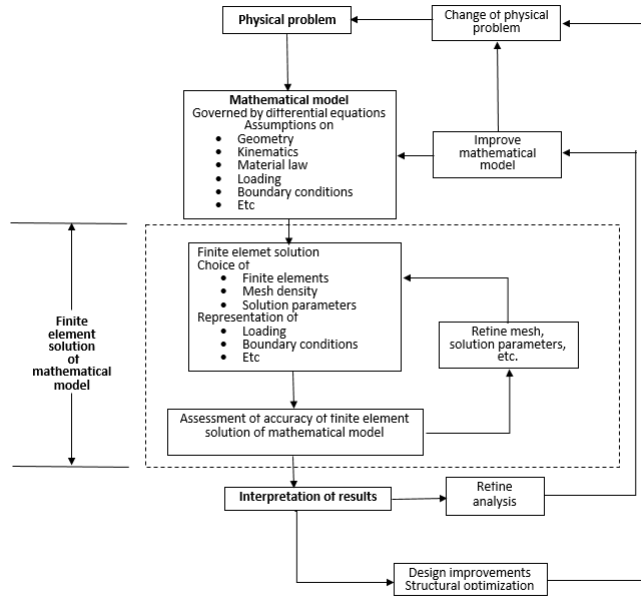 Physical problem
Change of physical
problem
Mathematical model
Governed by differential equations
Assumptions on
• Geometry
• Kinematics
• Material law
• Loading
• Boundary conditions
• Etc
Improve
mathematical
model
Finite
element
solution
of
mathematical
model
Finite elemet solution
Choice of
• Finite elements
• Mesh density
• Solution parameters
Representation of
• Loading
• Boundary conditions
• Etc
Refine mesh,
solution parameters,
etc.
Assessment of accuracy of finite element
solution of mathematical model
Interpretation of results
Refine
analysis
Design improvements
Structural optimization